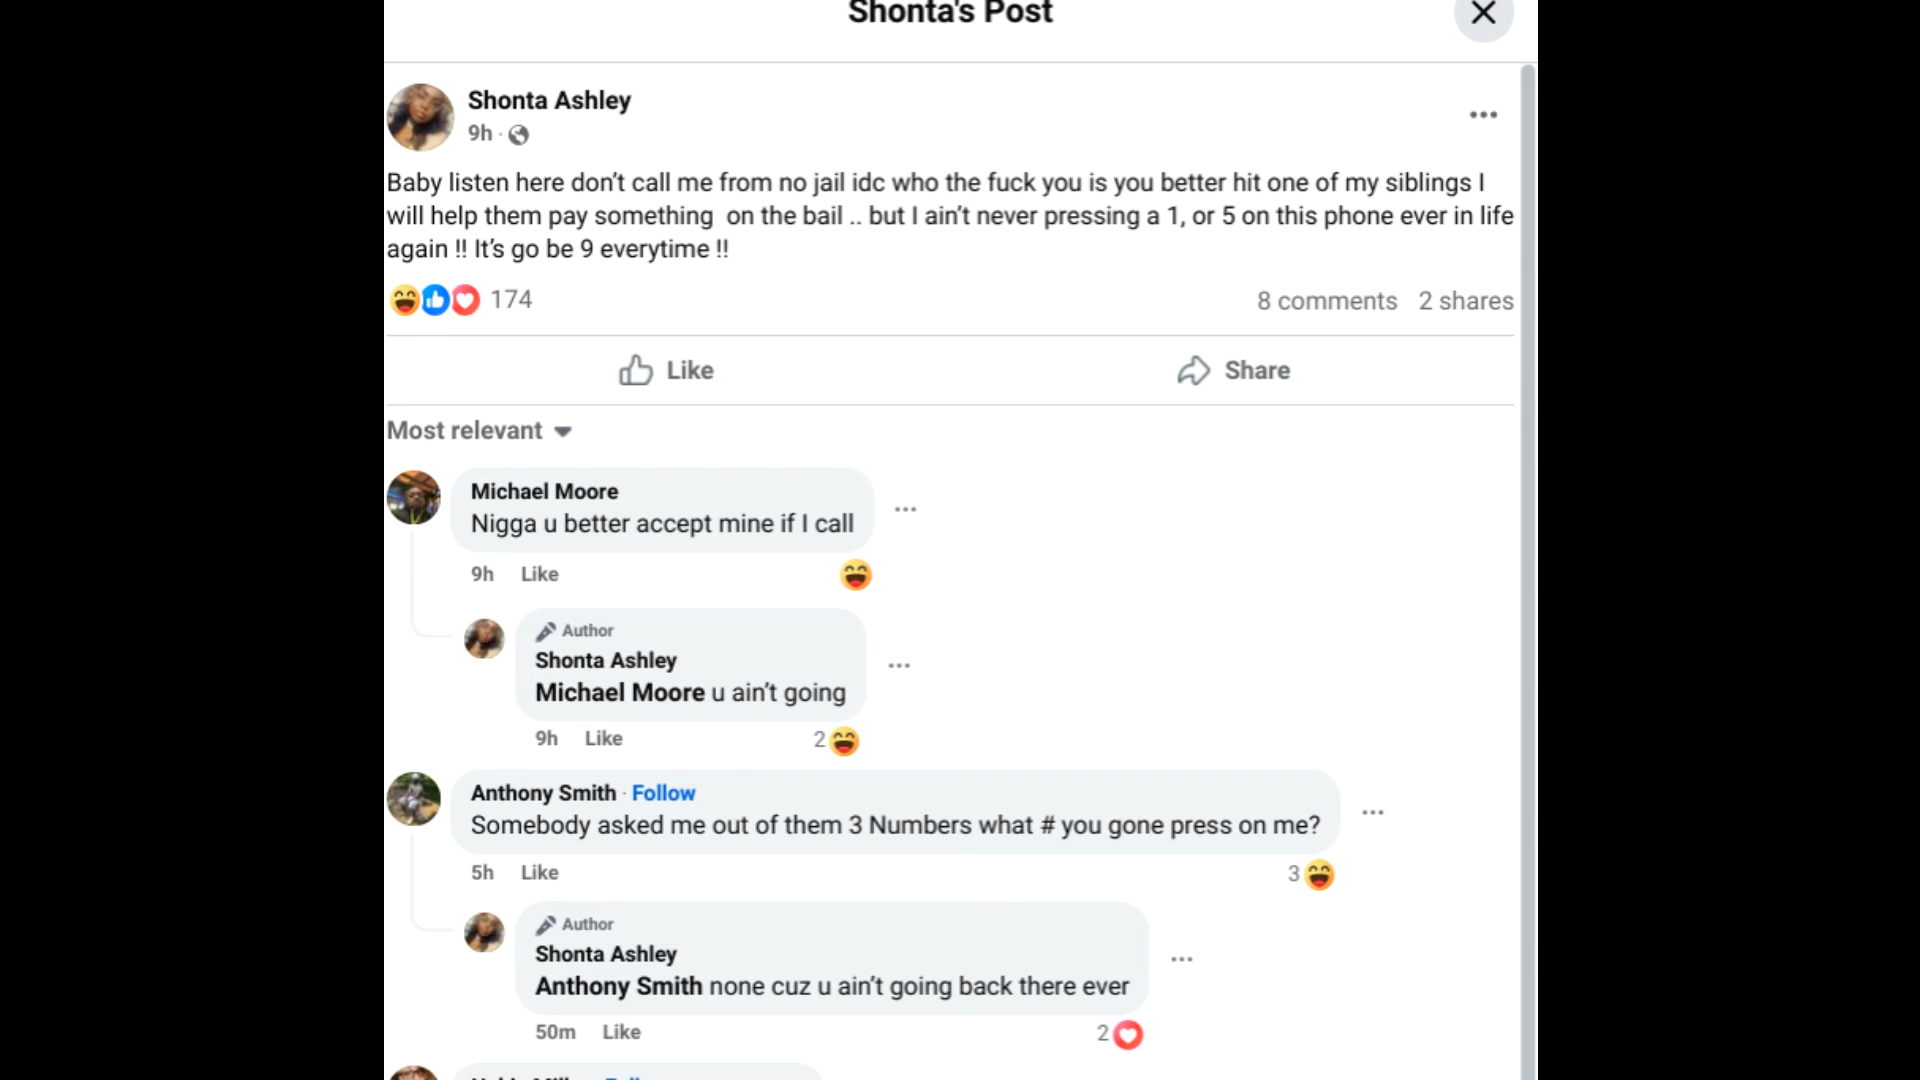 Shonta's Post
Shonta Ashley
9h ·
Baby listen here don’t call me from no jail idc who the fuck you is you better hit one of my siblings I
will help them pay something  on the bail .. but I ain’t never pressing a 1, or 5 on this phone ever in life
again !! It’s go be 9 everytime !!
174
8 comments 2 shares
Like
Share
Most relevant
Michael Moore
Nigga u better accept mine if I call
9h Like
Author
Shonta Ashley
Michael Moore u ain’t going
9h Like 2
Anthony Smith · Follow
Somebody asked me out of them 3 Numbers what # you gone press on me?
5h Like 3
Author
Shonta Ashley
Anthony Smith none cuz u ain’t going back there ever
50m Like 2